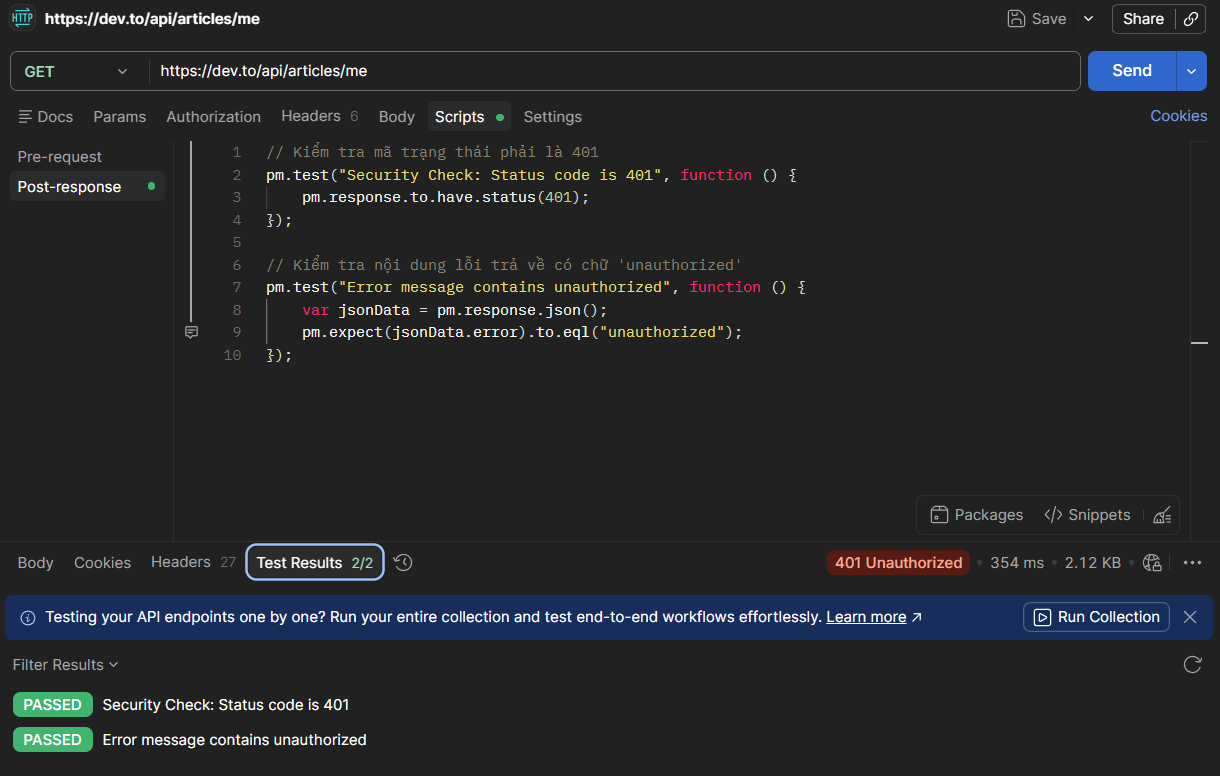 HTTP https://dev.to/api/articles/me Save Share
GET https://dev.to/api/articles/me Send
Docs Params Authorization Headers 6 Body Scripts Settings Cookies
Pre-request
Post-response
1 // Kiểm tra mã trạng thái phải là 401
2 pm.test("Security Check: Status code is 401", function () {
3 pm.response.to.have.status(401);
4 });
5
6 // Kiểm tra nội dung lỗi trả về có chữ 'unauthorized'
7 pm.test("Error message contains unauthorized", function () {
8 var jsonData = pm.response.json();
9 pm.expect(jsonData.error).to.eql("unauthorized");
10 });
Packages Snippets
Body Cookies Headers 27 Test Results 2/2 401 Unauthorized • 354 ms • 2.12 KB
Testing your API endpoints one by one? Run your entire collection and test end-to-end workflows effortlessly. Learn more Run Collection
Filter Results
PASSED Security Check: Status code is 401
PASSED Error message contains unauthorized